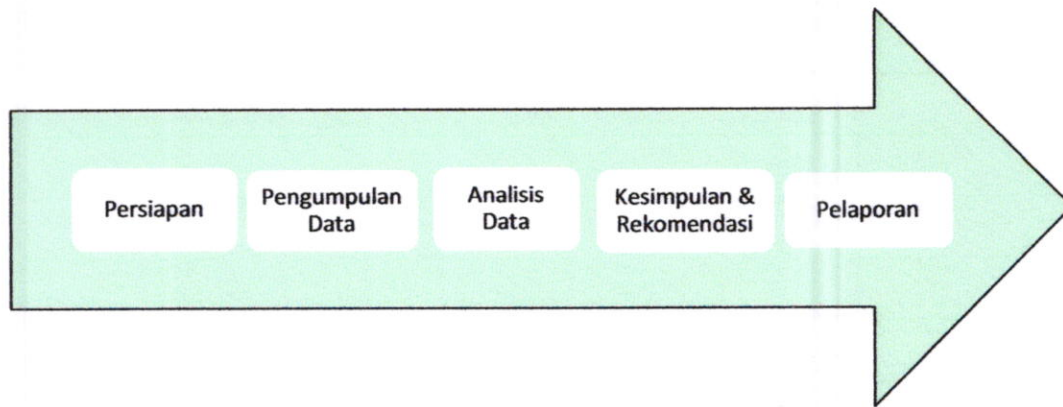 Persiapan
Pengumpulan
Data
Analisis
Data
Kesimpulan &
Rekomendasi
Pelaporan